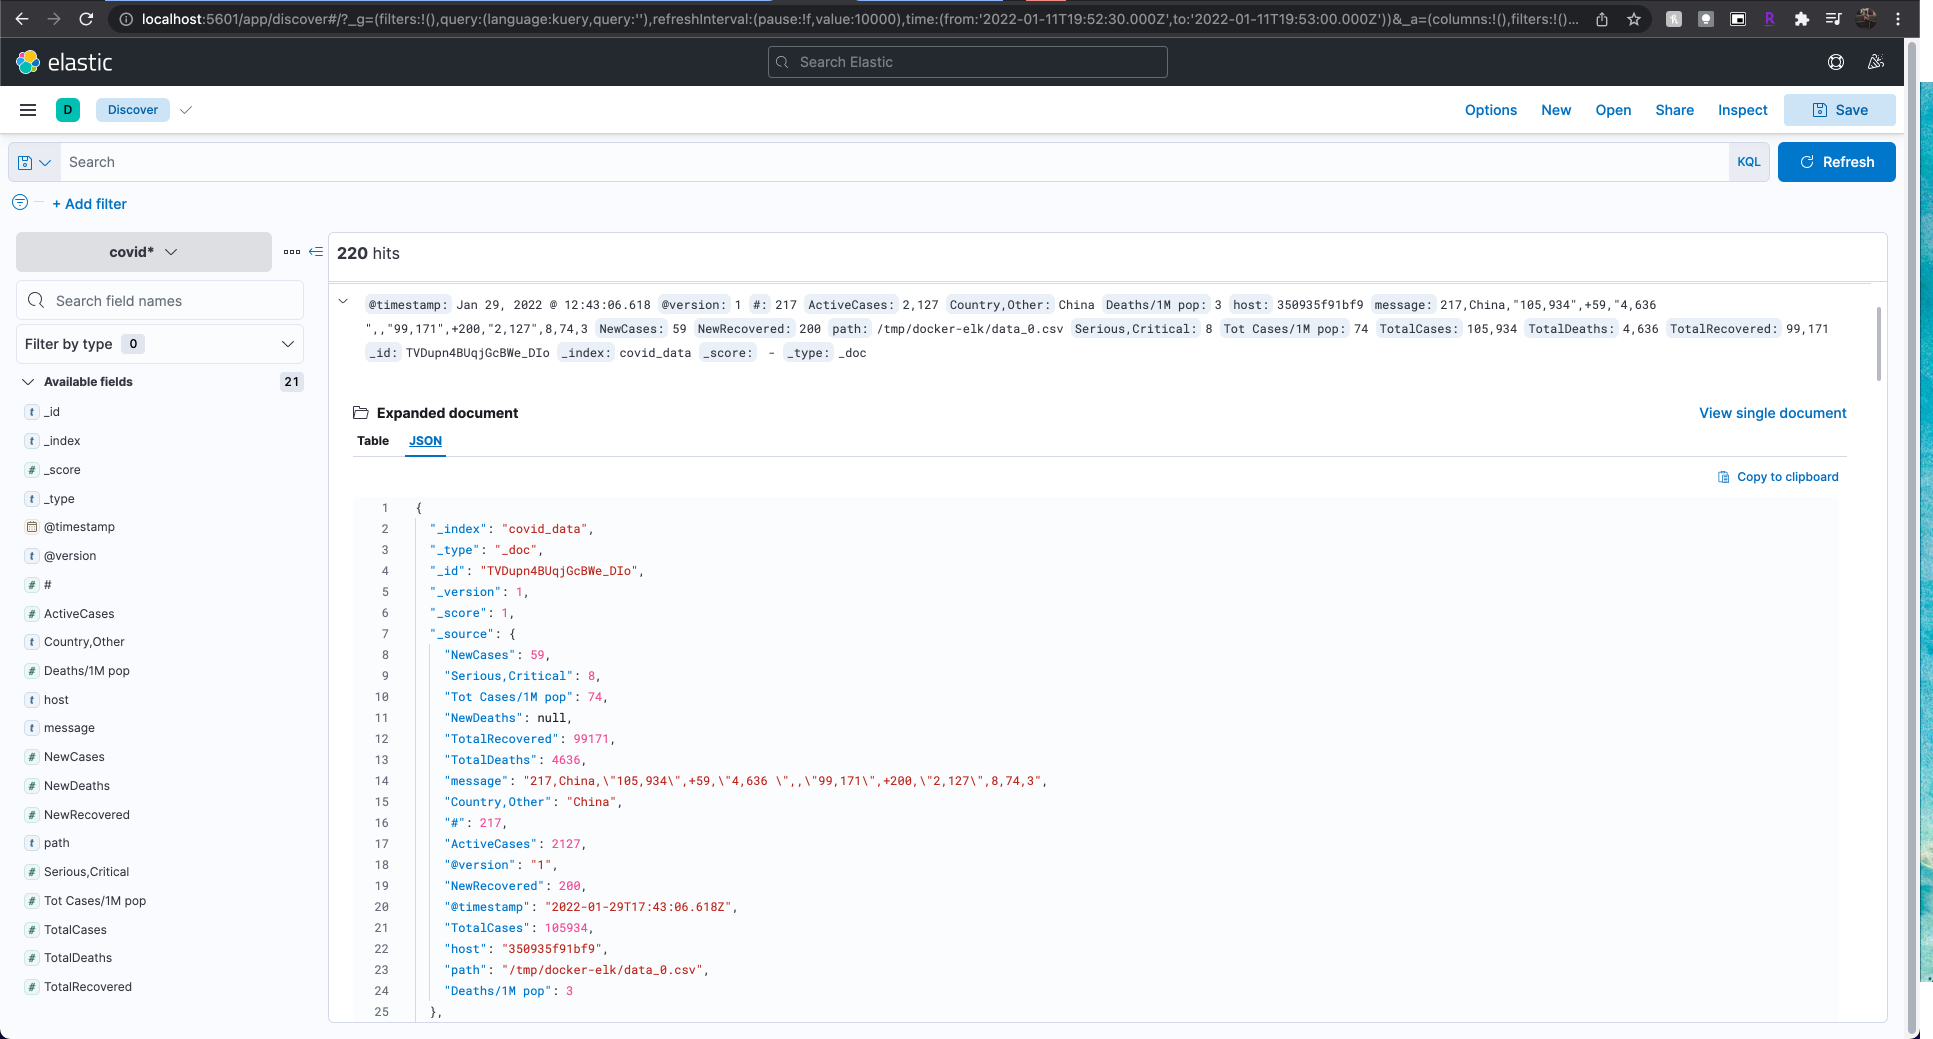 localhost:5601/app/discover#/?_g=(filters:!(),query:(language:kuery,query:''),refreshInterval:(pause:!f,value:10000),time:(from:'2022-01-11T19:52:30.000Z',to:'2022-01-11T19:53:00.000Z'))&_a=(columns:!(),filters:!()...
R
elastic
Search Elastic
D
Discover
Options
New
Open
Share
Inspect
Save
Search
KQL
Refresh
+ Add filter
covid*
Search field names
Filter by type 0
Available fields 21
t _id
t _index
# _score
t _type
@timestamp
t @version
# #
# ActiveCases
t Country,Other
# Deaths/1M pop
t host
t message
# NewCases
# NewDeaths
# NewRecovered
t path
# Serious,Critical
# Tot Cases/1M pop
# TotalCases
# TotalDeaths
# TotalRecovered
220 hits
@timestamp: Jan 29, 2022 @ 12:43:06.618 @version: 1 #: 217 ActiveCases: 2,127 Country,Other: China Deaths/1M pop: 3 host: 350935f91bf9 message: 217,China,"105,934",+59,"4,636
",,"99,171",+200,"2,127",8,74,3 NewCases: 59 NewRecovered: 200 path: /tmp/docker-elk/data_0.csv Serious,Critical: 8 Tot Cases/1M pop: 74 TotalCases: 105,934 TotalDeaths: 4,636 TotalRecovered: 99,171
_id: TVDupn4BUqjGcBWe_DIo _index: covid_data _score: - _type: _doc
Expanded document
View single document
Table
JSON
Copy to clipboard
1 {
2 "_index": "covid_data",
3 "_type": "_doc",
4 "_id": "TVDupn4BUqjGcBWe_DIo",
5 "_version": 1,
6 "_score": 1,
7 "_source": {
8 "NewCases": 59,
9 "Serious,Critical": 8,
10 "Tot Cases/1M pop": 74,
11 "NewDeaths": null,
12 "TotalRecovered": 99171,
13 "TotalDeaths": 4636,
14 "message": "217,China,\"105,934\",+59,\"4,636 \",,\"99,171\",+200,\"2,127\",8,74,3",
15 "Country,Other": "China",
16 "#": 217,
17 "ActiveCases": 2127,
18 "@version": "1",
19 "NewRecovered": 200,
20 "@timestamp": "2022-01-29T17:43:06.618Z",
21 "TotalCases": 105934,
22 "host": "350935f91bf9",
23 "path": "/tmp/docker-elk/data_0.csv",
24 "Deaths/1M pop": 3
25 },